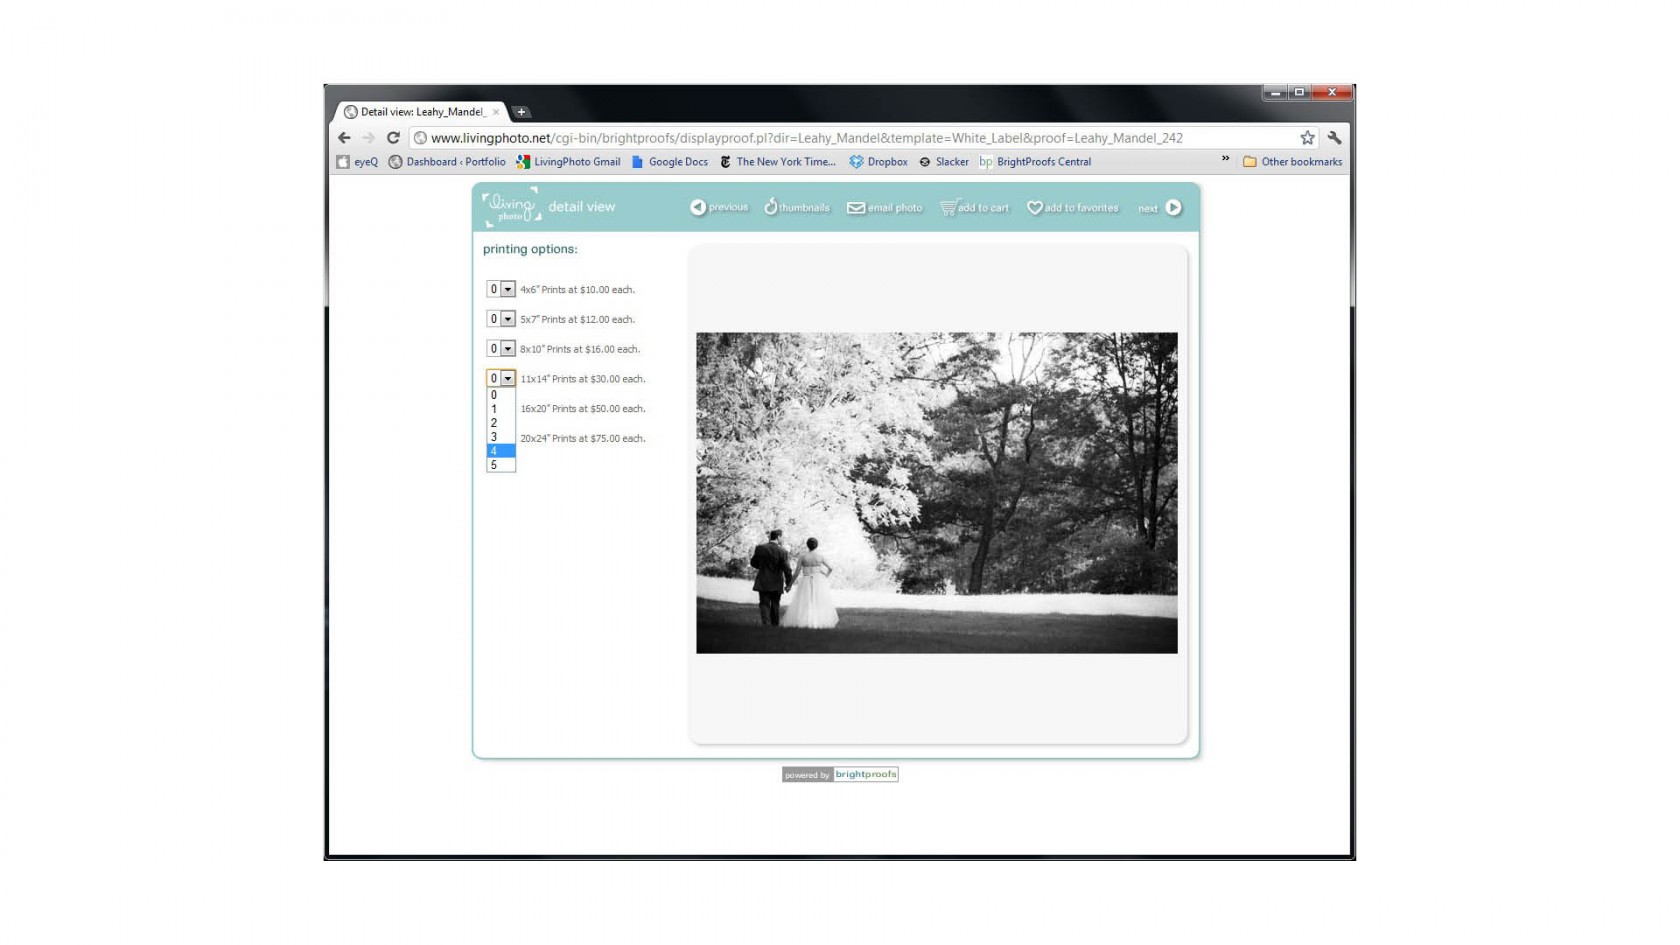 Detail view: Leahy_Mandel_
www.livingphoto.net/cgi-bin/brightproofs/displayproof.pl?dir=Leahy_Mandel&template=White_Label&proof=Leahy_Mandel_242
eyeQ Dashboard ‹ Portfolio LivingPhoto Gmail Google Docs The New York Time... Dropbox Slacker bp BrightProofs Central » Other bookmarks
living photo detail view previous thumbnails email photo add to cart add to favorites next
printing options:
0 4x6" Prints at $10.00 each.
0 5x7" Prints at $12.00 each.
0 8x10" Prints at $16.00 each.
0 11x14" Prints at $30.00 each.
0
1 16x20" Prints at $50.00 each.
2
3 20x24" Prints at $75.00 each.
4
5
powered by brightproofs